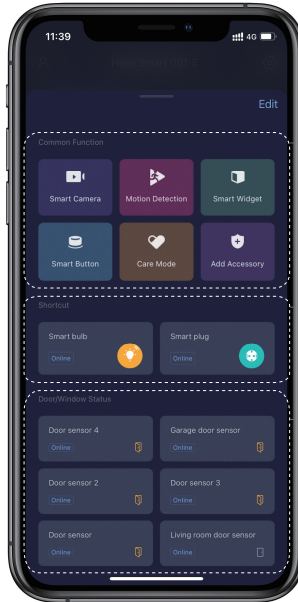 11:39
4G
Edit
Common Function
Smart Camera
Motion Detection
Smart Widget
Smart Button
Care Mode
Add Accessory
Shortcut
Smart bulb
Online
Smart plug
Online
Door/Window Status
Door sensor 4
Online
Garage door sensor
Online
Door sensor 2
Online
Door sensor 3
Online
Door sensor
Online
Living room door sensor
Online